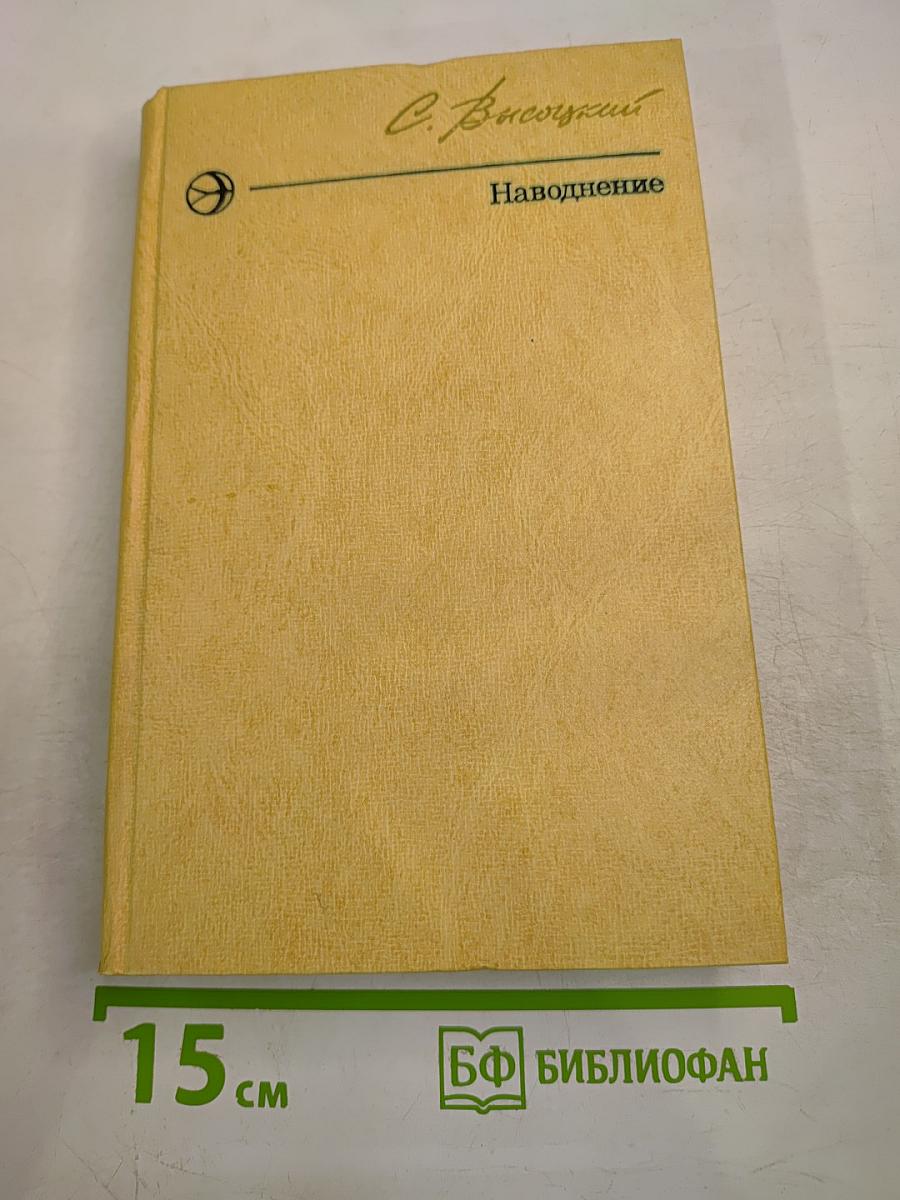 С. Высоцкий
Наводнение
15 см
БФ БИБЛИОФАН